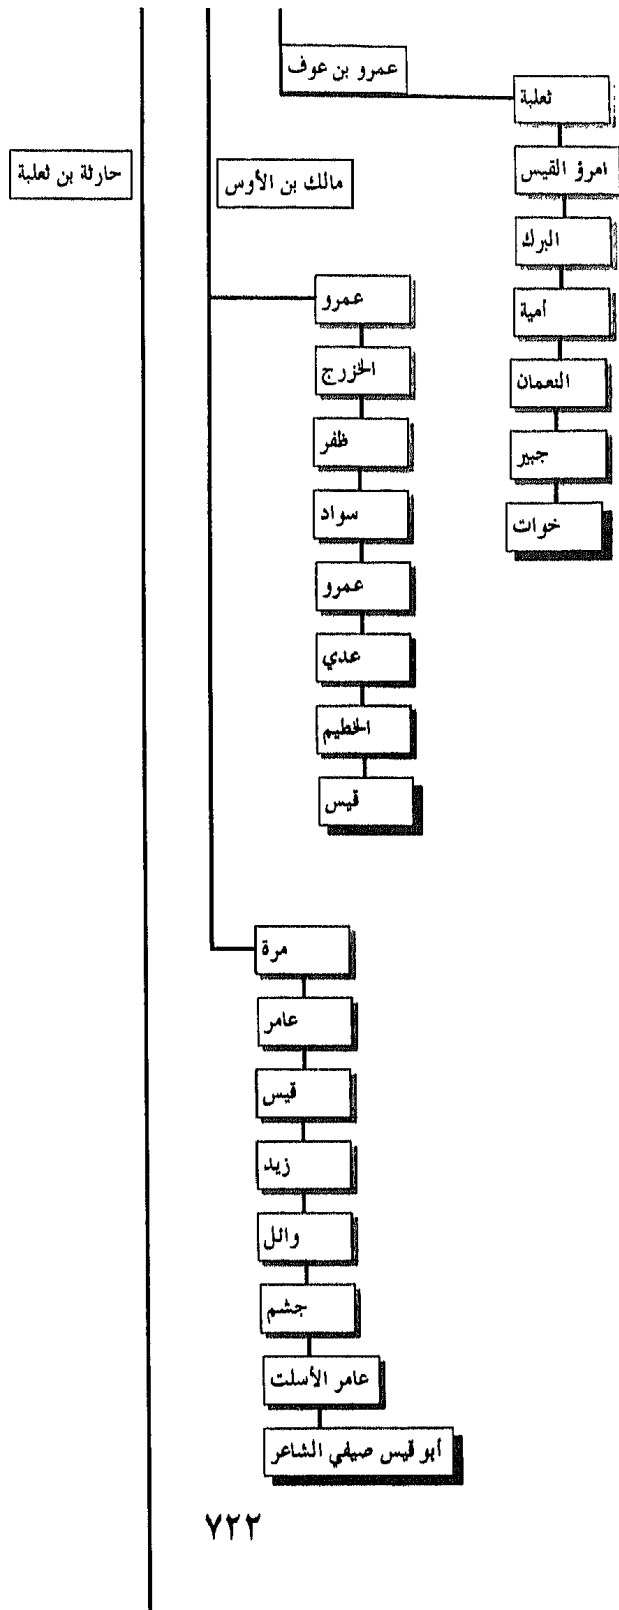 عمرو بن عوف
ثعلبة
امرؤ القيس
البرك
أمية
النعمان
جبير
خوات
مالك بن الأوس
حارثة بن ثعلبة
عمرو
الخزرج
ظفر
سواد
عمرو
عدي
الخطيم
قيس
مرة
عامر
قيس
زيد
وائل
جشم
عامر الأسلت
أبو قيس صيفي الشاعر
٧٢٢